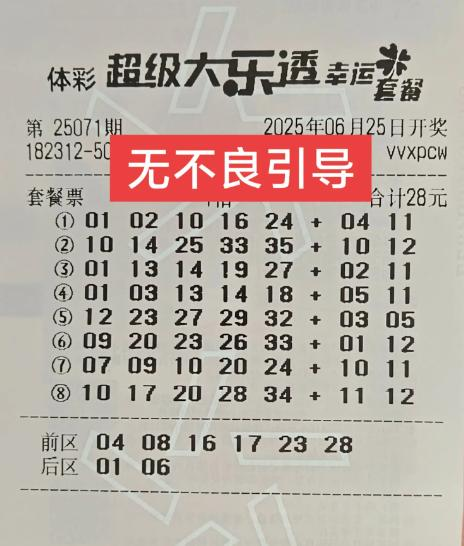 体彩 超级大乐透 幸运套餐
第 25071期 2025年06月25日开奖
182312-50 vvxpcw
无不良引导
套餐票 合计28元
① 01 02 10 16 24 + 04 11
② 10 14 25 33 35 + 10 12
③ 01 13 14 19 27 + 02 11
④ 01 03 13 14 18 + 05 11
⑤ 12 23 27 29 32 + 03 05
⑥ 09 20 23 26 33 + 01 12
⑦ 07 09 10 20 24 + 10 11
⑧ 10 17 20 28 34 + 11 12
前区 04 08 16 17 23 28
后区 01 06